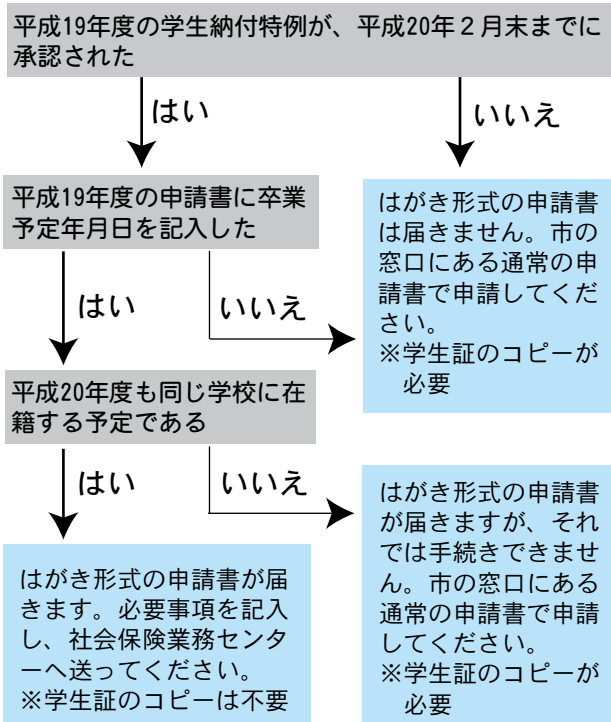 平成19年度の学生納付特例が、平成20年２月末までに
承認された
はい
いいえ
平成19年度の申請書に卒業
予定年月日を記入した
はい
いいえ
はがき形式の申請書
は届きません。市の
窓口にある通常の申
請書で申請してくだ
さい。
※学生証のコピーが
必要
平成20年度も同じ学校に在
籍する予定である
はい
いいえ
はがき形式の申請書が届
きます。必要事項を記入
し、社会保険業務センタ
ーへ送ってください。
※学生証のコピーは不要
はがき形式の申請書
が届きますが、それ
では手続きできませ
ん。市の窓口にある
通常の申請書で申請
してください。
※学生証のコピーが
必要